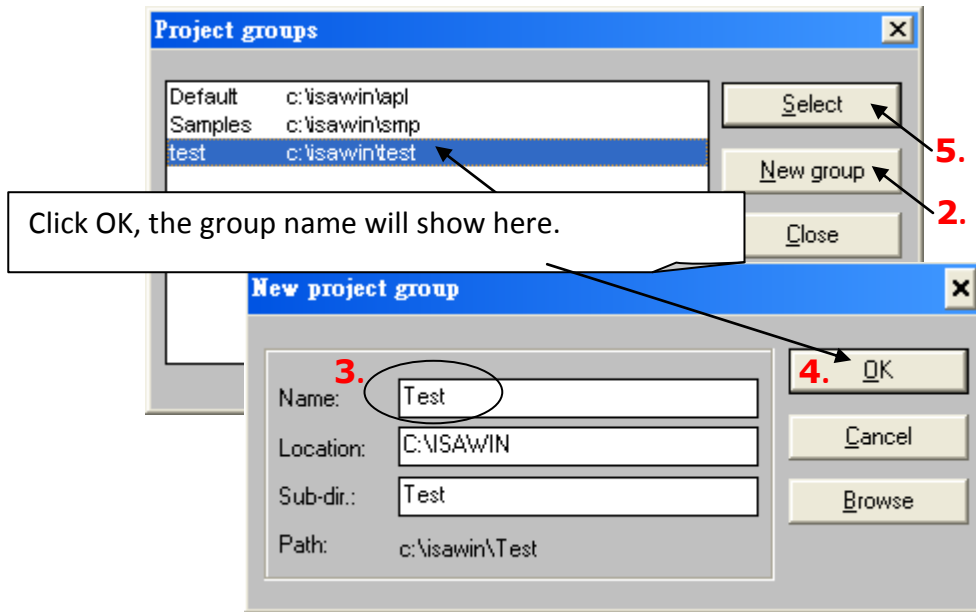 Project groups
Default c:\isawin\apl
Samples c:\isawin\smp
test c:\isawin\test
Select
5.
New group
2.
Close
Click OK, the group name will show here.
New project group
3.
Name: Test
4. OK
Location: C:\ISAWIN
Cancel
Sub-dir.: Test
Browse
Path: c:\isawin\Test